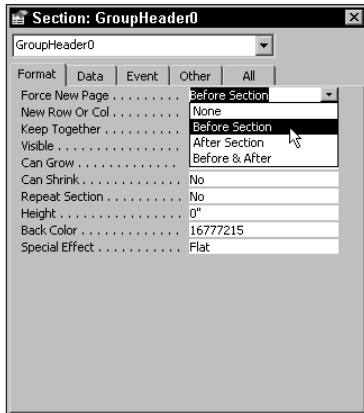 Section: GroupHeader0
GroupHeader0
Format Data Event Other All
Force New Page . . . . . . . . . Before Section
New Row Or Col . . . . . . . . . None
Keep Together . . . . . . . . . Before Section
Visible . . . . . . . . . . . . . . . . After Section
Can Grow . . . . . . . . . . . . . Before & After
Can Shrink . . . . . . . . . . . . . No
Repeat Section . . . . . . . . . No
Height . . . . . . . . . . . . . . . . 0"
Back Color . . . . . . . . . . . . . 16777215
Special Effect . . . . . . . . . . . Flat